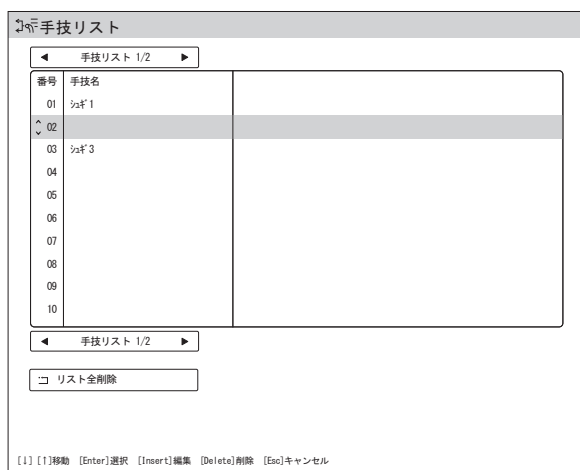 手技リスト
手技リスト 1/2
番号 手技名
01 ｼｭｷﾞ1
02
03 ｼｭｷﾞ3
04
05
06
07
08
09
10
手技リスト 1/2
リスト全削除
[↓][↑]移動 [Enter]選択 [Insert]編集 [Delete]削除 [Esc]キャンセル